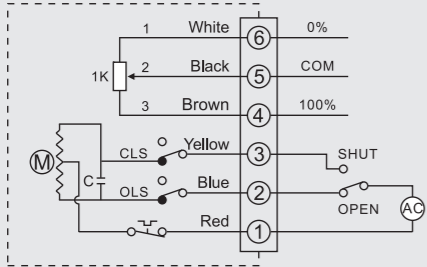 1 White 6 0%
1K 2 Black 5 COM
3 Brown 4 100%
CLS Yellow 3 SHUT
M C OLS Blue 2 OPEN AC
Red 1